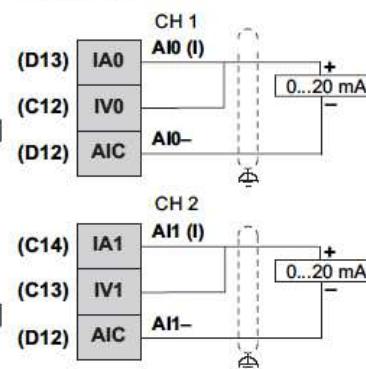 CH 1
(D13) IA0 AI0 (I)
+
0...20 mA
(C12) IV0
−
(D12) AIC AI0−
CH 2
(C14) IA1 AI1 (I)
+
0...20 mA
(C13) IV1
−
(D12) AIC AI1−